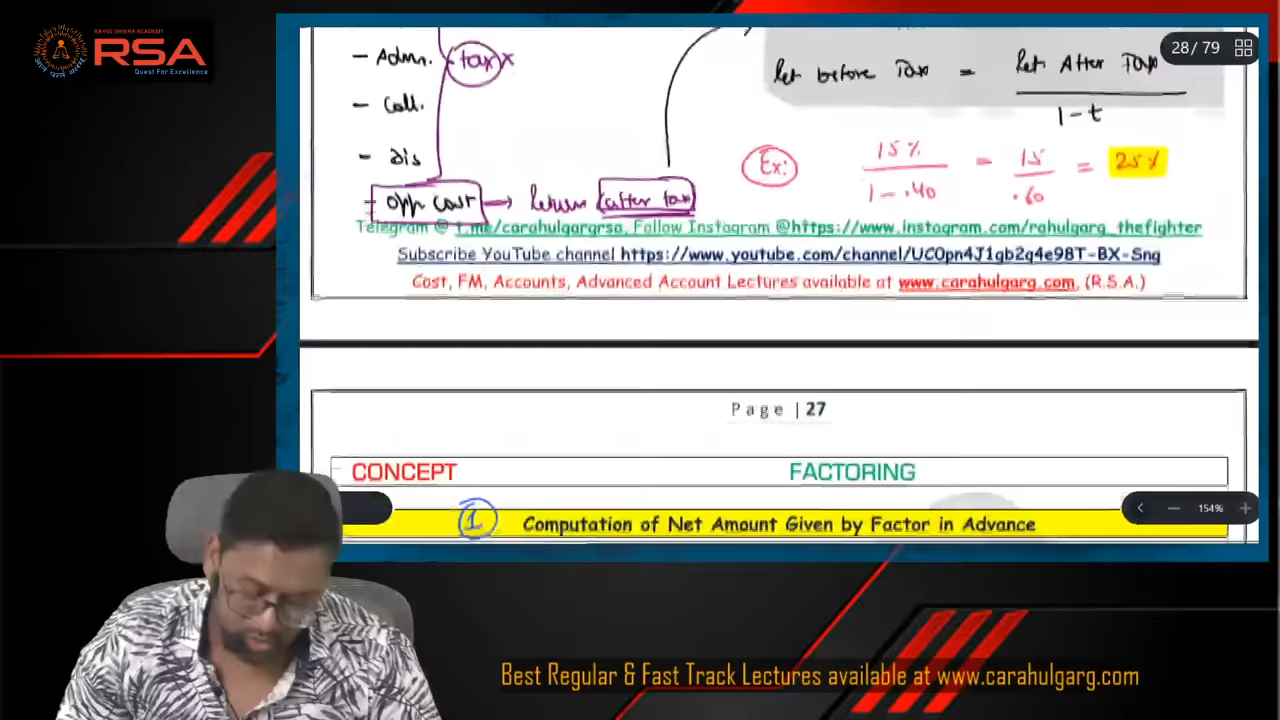 RAHUL SHIKHA ACADEMY
RSA
Quest For Excellence
28 / 79
- Admn. tax x
- Coll.
- Dis
- Opp Cost → Return (after tax)
Ret before Tax = Ret After Tax
1 - t
Ex: 15% = 15 = 25%
1 - .40 .60
Telegram @ t.me/carahulgargrsa, Follow Instagram @https://www.instagram.com/rahulgarg_thefighter
Subscribe YouTube channel https://www.youtube.com/channel/UC0pn4J1gb2q4e98T-BX-Sng
Cost, FM, Accounts, Advanced Account Lectures available at www.carahulgarg.com, (R.S.A.)
Page | 27
CONCEPT FACTORING
1 Computation of Net Amount Given by Factor in Advance
154%
Best Regular & Fast Track Lectures available at www.carahulgarg.com